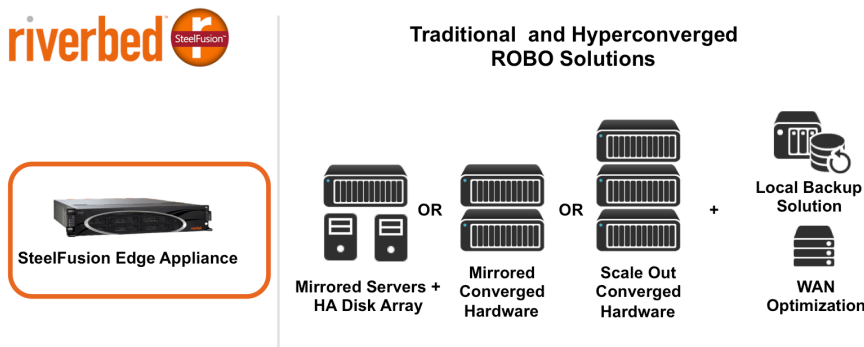 riverbed
SteelFusion™
Traditional and Hyperconverged
ROBO Solutions
SteelFusion Edge Appliance
Mirrored Servers +
HA Disk Array
OR
Mirrored
Converged
Hardware
OR
Scale Out
Converged
Hardware
+
Local Backup
Solution
WAN
Optimization